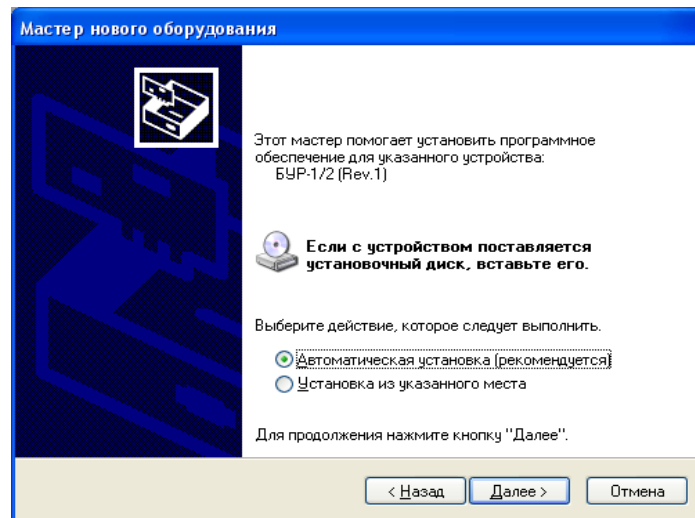 Мастер нового оборудования
Этот мастер помогает установить программное
обеспечение для указанного устройства:
БУР-1/2 (Rev.1)
Если с устройством поставляется
установочный диск, вставьте его.
Выберите действие, которое следует выполнить.
Автоматическая установка (рекомендуется)
Установка из указанного места
Для продолжения нажмите кнопку "Далее".
< Назад Далее > Отмена